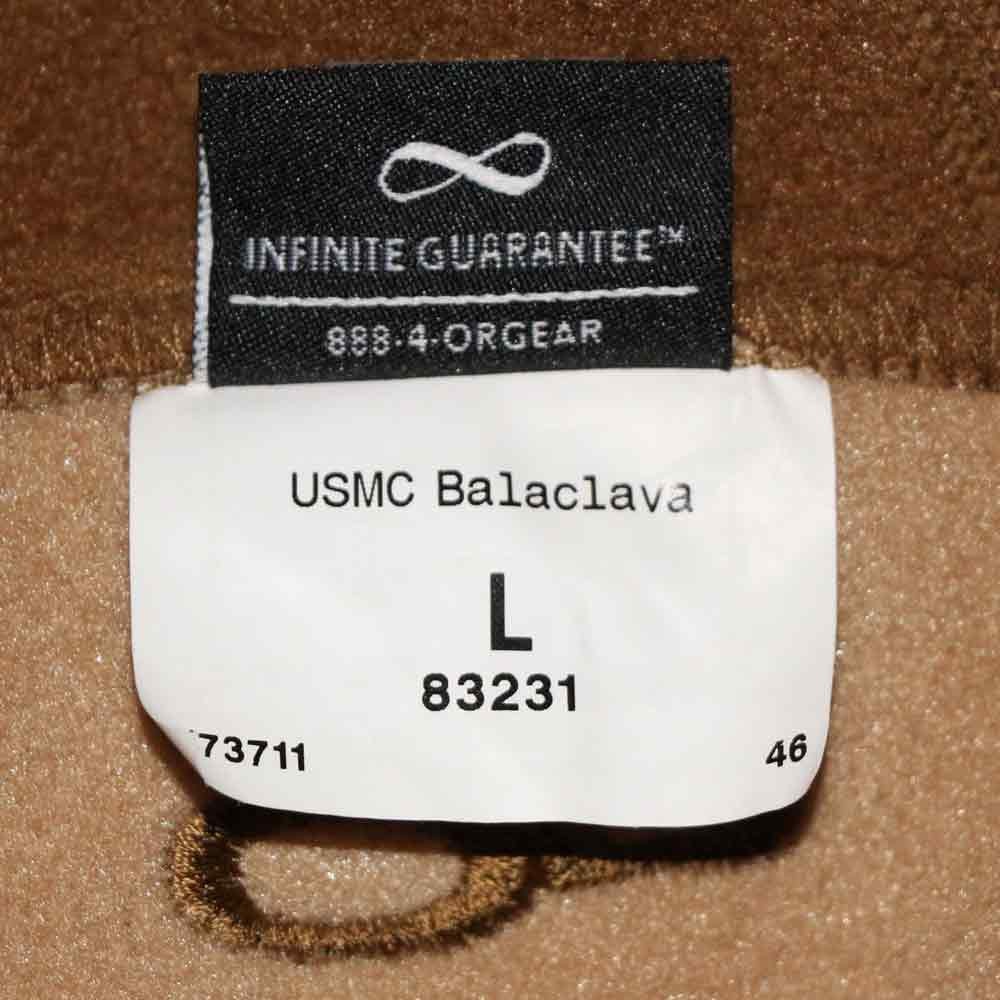 INFINITE GUARANTEE™
888·4·ORGEAR
USMC Balaclava
L
83231
73711 46